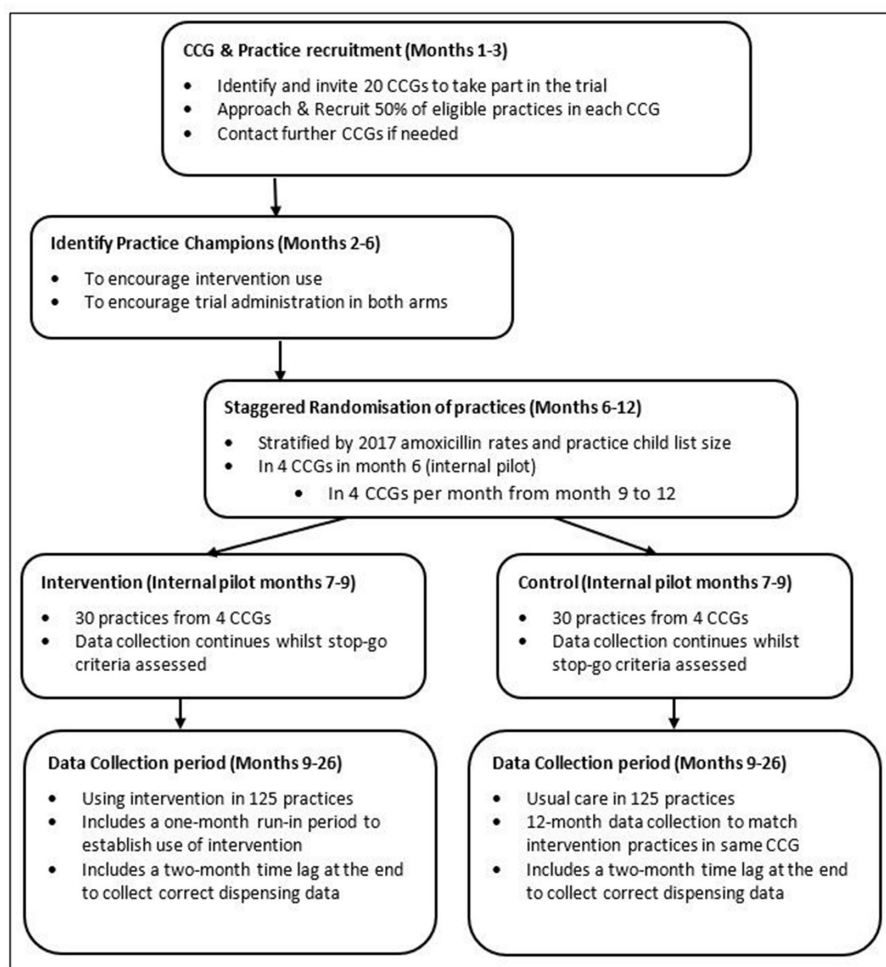 CCG & Practice recruitment (Months 1-3)
• Identify and invite 20 CCGs to take part in the trial
• Approach & Recruit 50% of eligible practices in each CCG
• Contact further CCGs if needed
Identify Practice Champions (Months 2-6)
• To encourage intervention use
• To encourage trial administration in both arms
Staggered Randomisation of practices (Months 6-12)
• Stratified by 2017 amoxicillin rates and practice child list size
• In 4 CCGs in month 6 (internal pilot)
• In 4 CCGs per month from month 9 to 12
Intervention (Internal pilot months 7-9)
• 30 practices from 4 CCGs
• Data collection continues whilst stop-go
criteria assessed
Control (Internal pilot months 7-9)
• 30 practices from 4 CCGs
• Data collection continues whilst
stop-go criteria assessed
Data Collection period (Months 9-26)
• Using intervention in 125 practices
• Includes a one-month run-in period to
establish use of intervention
• Includes a two-month time lag at the end
to collect correct dispensing data
Data Collection period (Months 9-26)
• Usual care in 125 practices
• 12-month data collection to match
intervention practices in same CCG
• Includes a two-month time lag at the end
to collect correct dispensing data